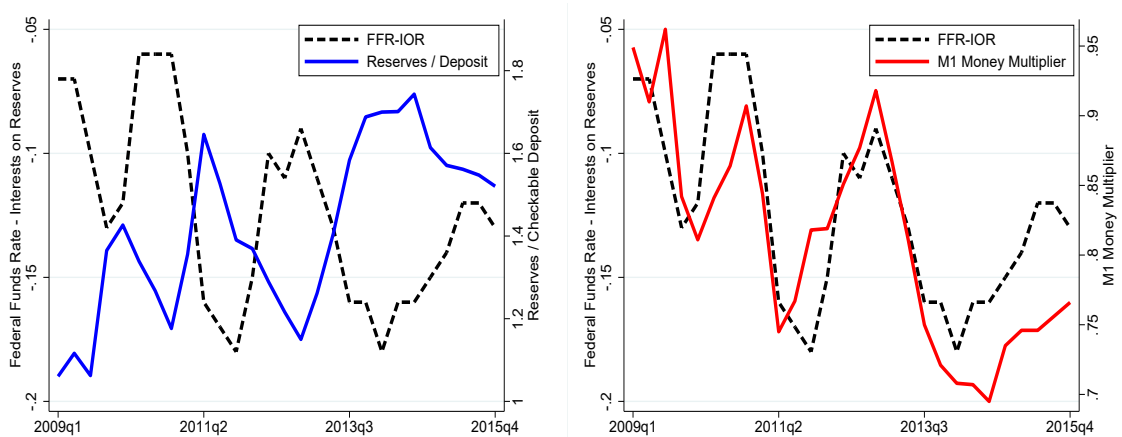 FFR-IOR
Reserves / Deposit
Federal Funds Rate - Interests on Reserves
-.05
-.1
-.15
-.2
1.8
1.6
1.4
1.2
1
Reserves / Checkable Deposit
2009q1
2011q2
2013q3
2015q4
FFR-IOR
M1 Money Multiplier
Federal Funds Rate - Interests on Reserves
-.05
-.1
-.15
-.2
.95
.9
.85
.8
.75
.7
M1 Money Multiplier
2009q1
2011q2
2013q3
2015q4